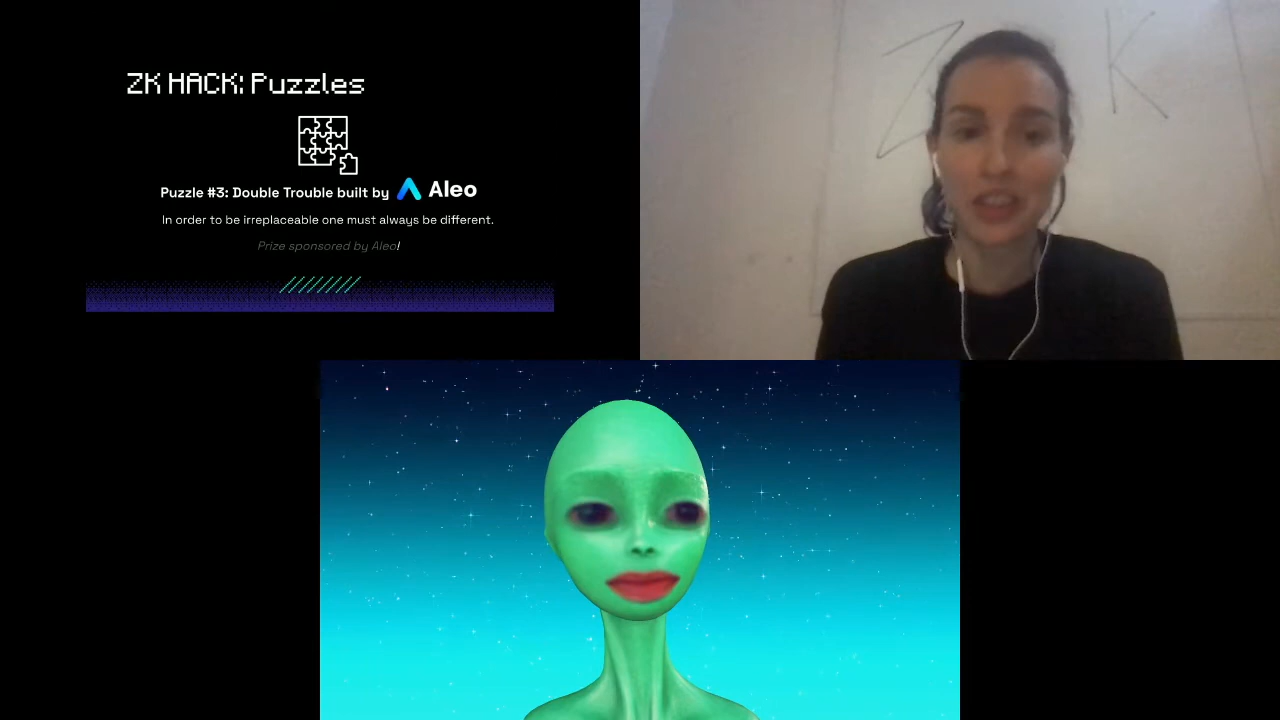 ZK HACK: Puzzles
Puzzle #3: Double Trouble built by Aleo
In order to be irreplaceable one must always be different.
Prize sponsored by Aleo!
Z K